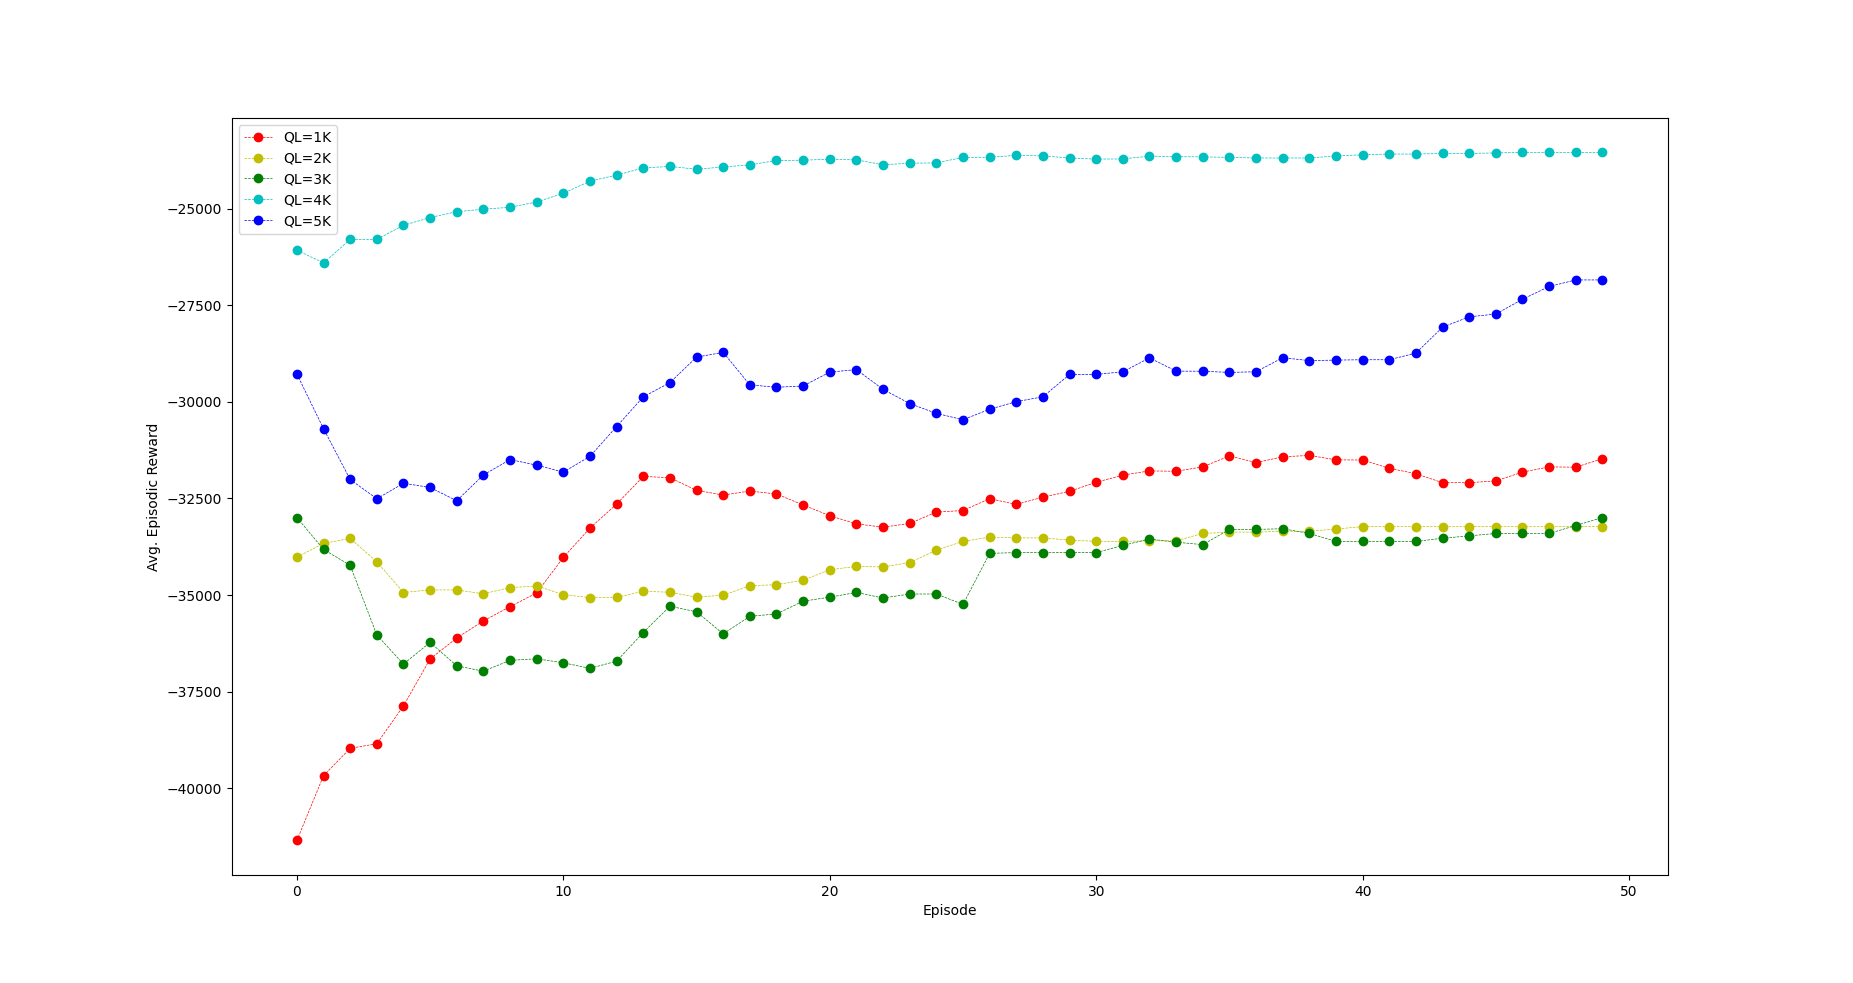 QL=1K
QL=2K
QL=3K
QL=4K
QL=5K
−25000
−27500
−30000
−32500
−35000
−37500
−40000
Avg. Episodic Reward
0 10 20 30 40 50
Episode